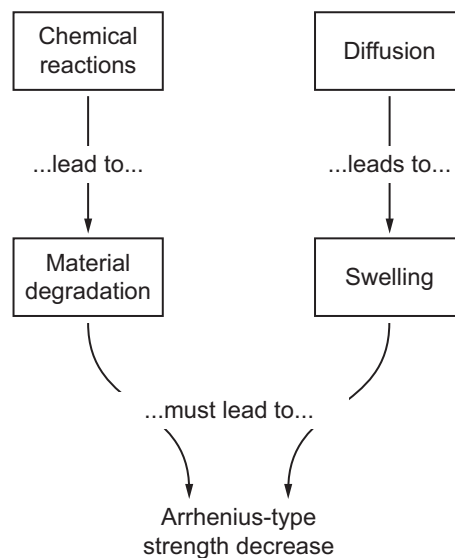 Chemical
reactions
Diffusion
...lead to...
...leads to...
Material
degradation
Swelling
...must lead to...
Arrhenius-type
strength decrease